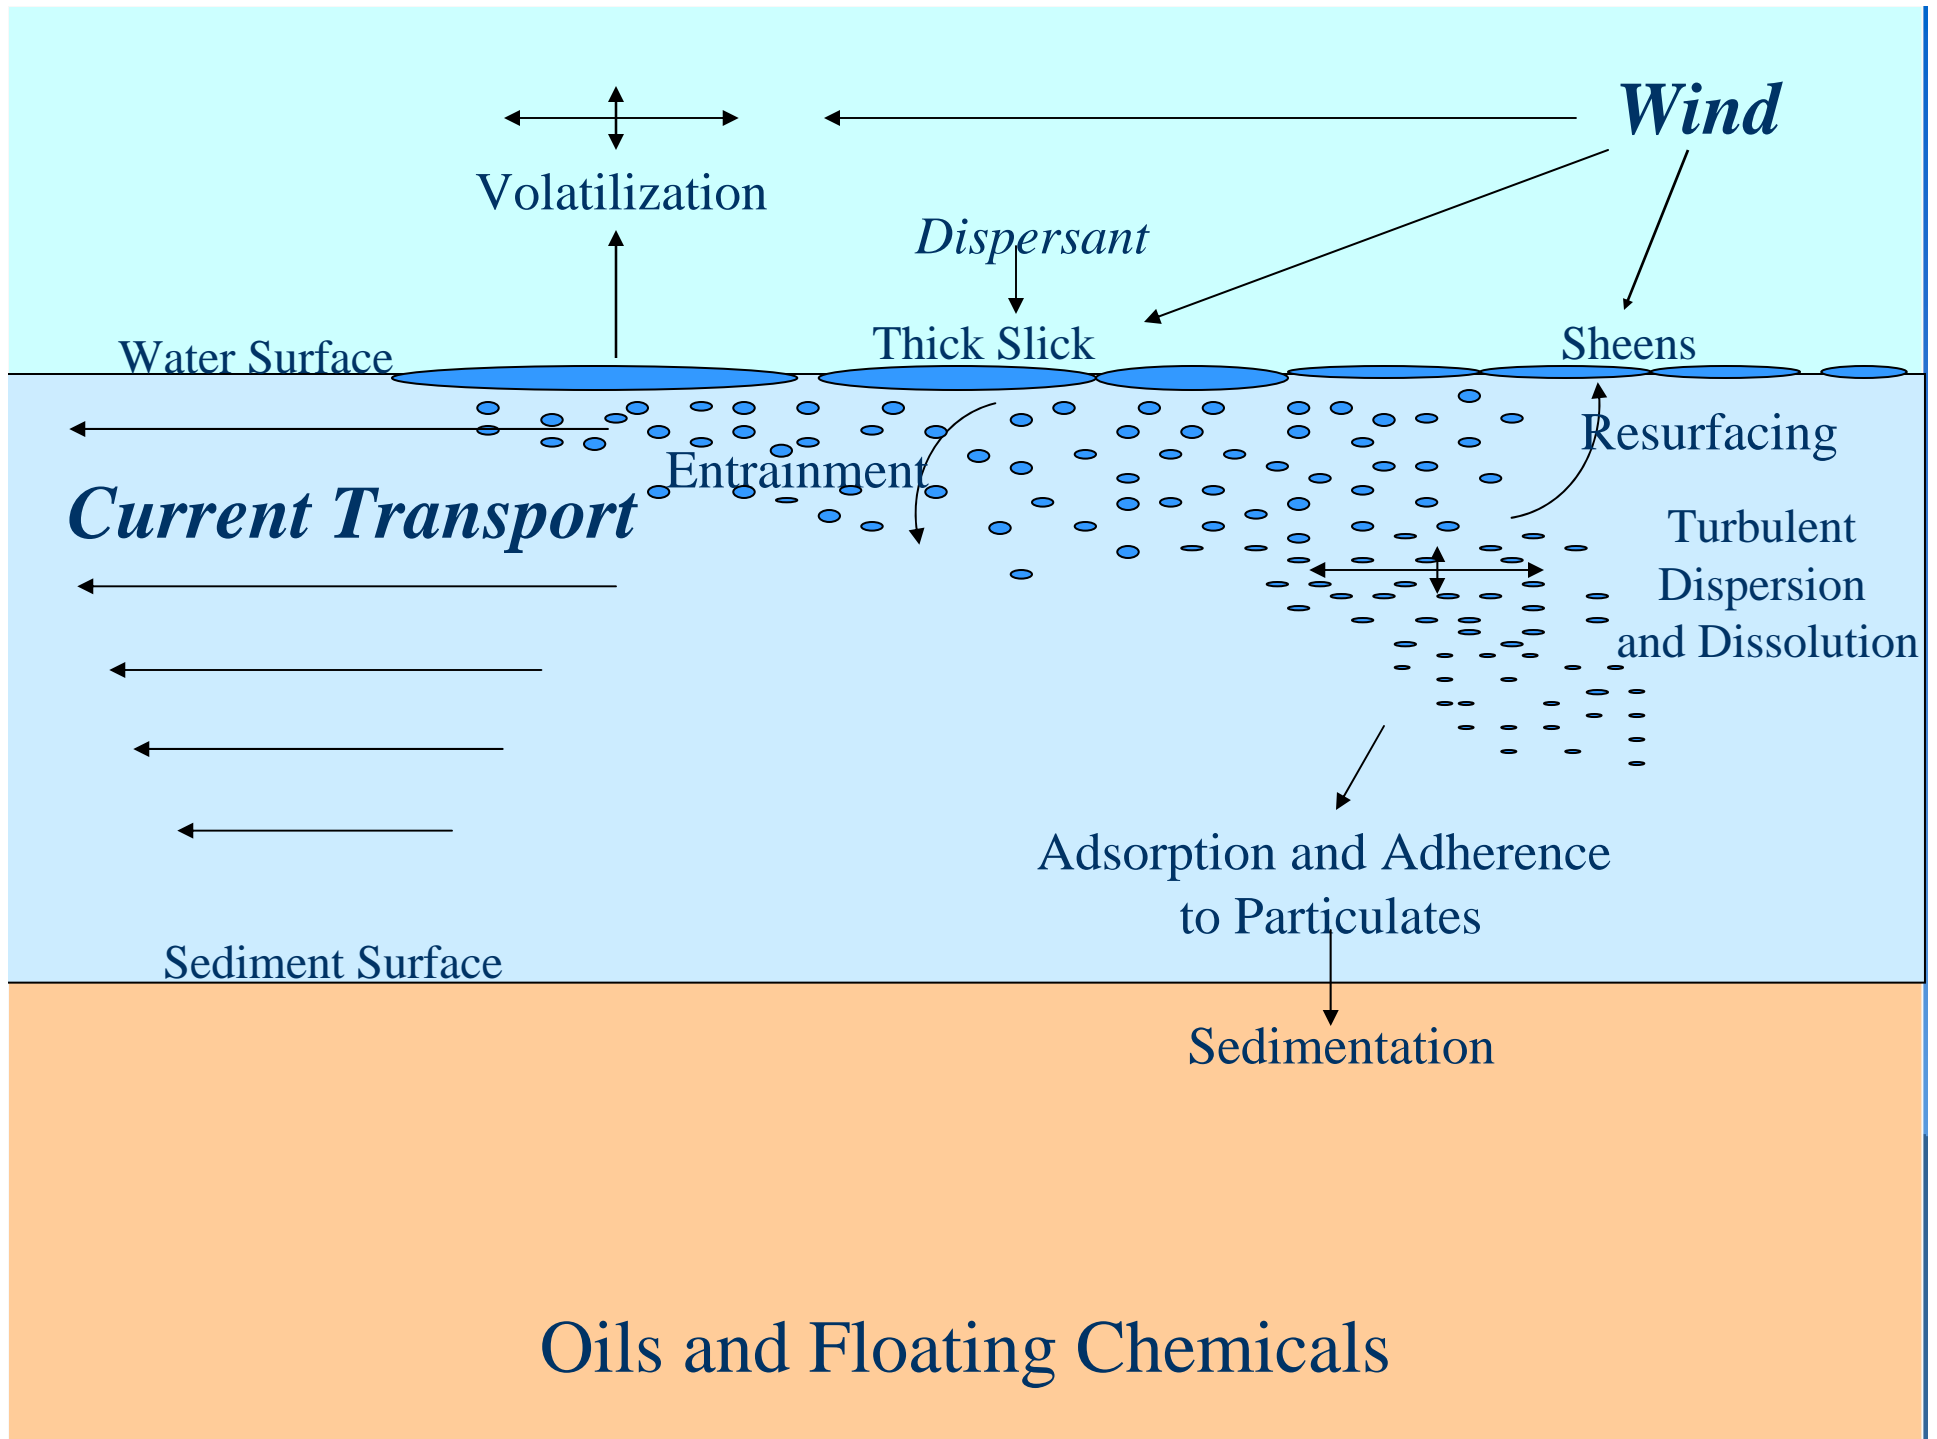 Wind
Volatilization
Dispersant
Thick Slick
Sheens
Water Surface
Resurfacing
Entrainment
Current Transport
Turbulent
Dispersion
and Dissolution
Adsorption and Adherence
to Particulates
Sediment Surface
Sedimentation
Oils and Floating Chemicals